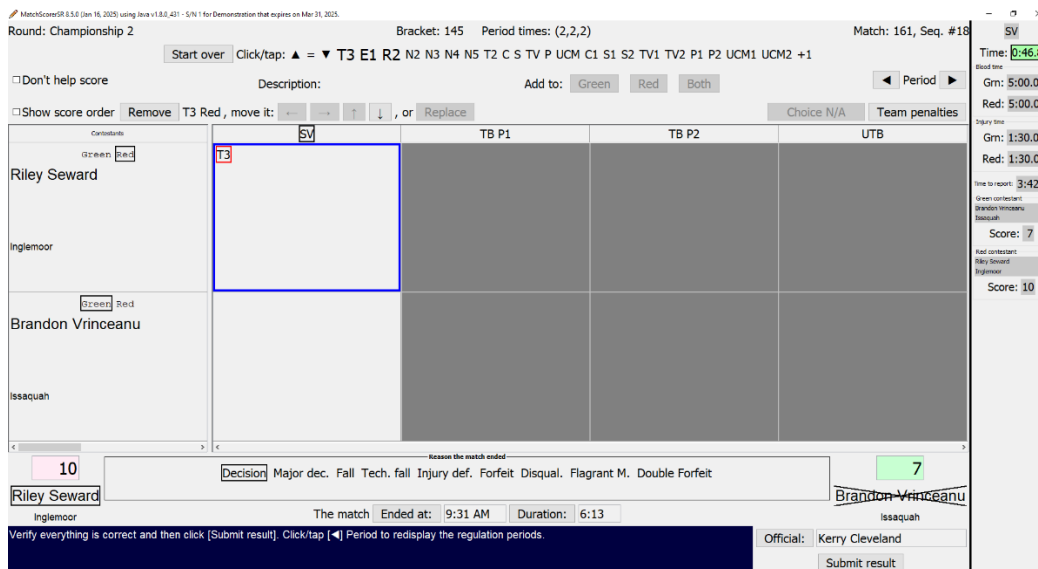 MatchScorerSR 8.5.0 (Jan 16, 2025) using Java v1.8.0_431 - S/N 1 for Demonstration that expires on Mar 31, 2025.
Round: Championship 2 Bracket: 145 Period times: (2,2,2) Match: 161, Seq. #18 SV
Start over Click/tap: ▲ = ▼ T3 E1 R2 N2 N3 N4 N5 T2 C S TV P UCM C1 S1 S2 TV1 TV2 P1 P2 UCM1 UCM2 +1
Time: 0:46.
Blood time
Don't help score Description: Add to: Green Red Both ◄ Period ►
Grn: 5:00.0
Red: 5:00.0
Show score order Remove T3 Red , move it: ← → ↑ ↓ , or Replace Choice N/A Team penalties
Injury time
Grn: 1:30.0
Red: 1:30.0
Contestants SV TB P1 TB P2 UTB
Green Red T3
Riley Seward
Inglemoor
Time to report: 3:42
Green contestant
Brandon Vrinceanu
Issaquah
Score: 7
Red contestant
Riley Seward
Inglemoor
Score: 10
Green Red
Brandon Vrinceanu
Issaquah
Reason the match ended
10 Decision Major dec. Fall Tech. fall Injury def. Forfeit Disqual. Flagrant M. Double Forfeit 7
Riley Seward Brandon Vrinceanu
Inglemoor The match Ended at: 9:31 AM Duration: 6:13 Issaquah
Verify everything is correct and then click [Submit result]. Click/tap [◄] Period to redisplay the regulation periods.
Official: Kerry Cleveland
Submit result